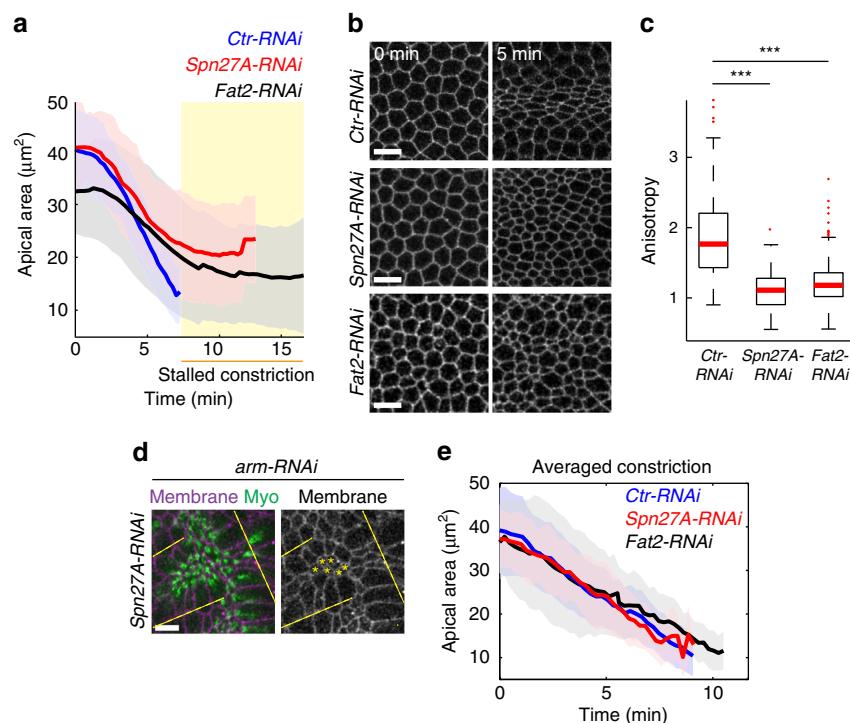 a
Ctr-RNAi
Spn27A-RNAi
Fat2-RNAi
Apical area (μm²)
50
40
30
20
10
0
5
10
15
Stalled constriction
Time (min)
b
0 min
5 min
Ctr-RNAi
Spn27A-RNAi
Fat2-RNAi
c
***
***
Anisotropy
3
2
1
Ctr-
RNAi
Spn27A-
RNAi
Fat2-
RNAi
d
arm-RNAi
Membrane Myo
Membrane
Spn27A-RNAi
e
Averaged constriction
Ctr-RNAi
Spn27A-RNAi
Fat2-RNAi
Apical area (μm²)
50
40
30
20
10
0
5
10
Time (min)